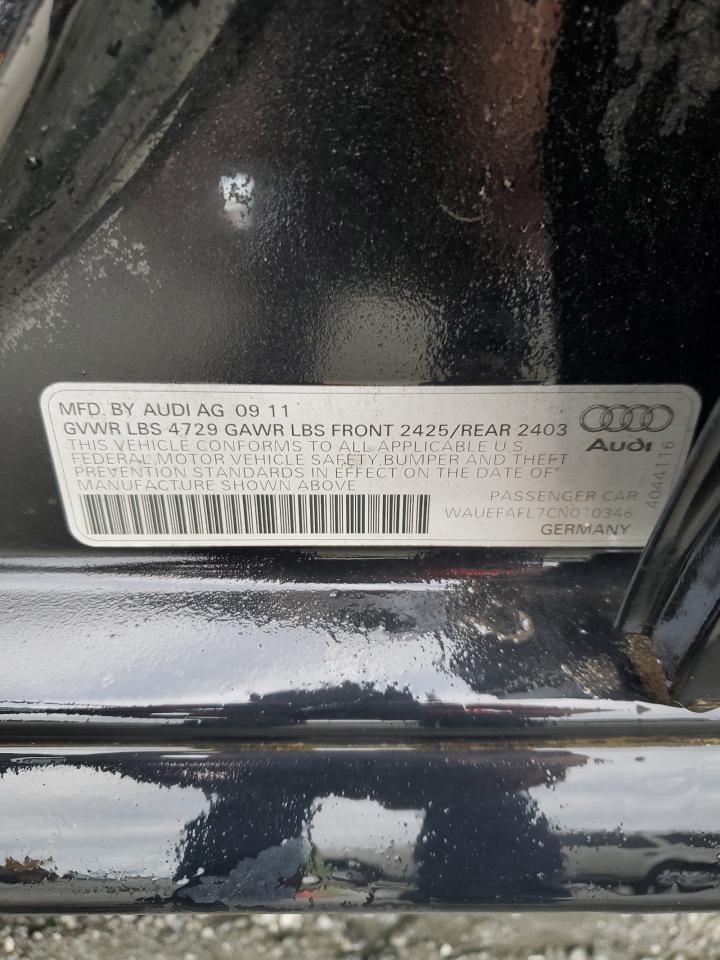 MFD. BY AUDI AG 09 11
GVWR LBS 4729 GAWR LBS FRONT 2425/REAR 2403
THIS VEHICLE CONFORMS TO ALL APPLICABLE U S
FEDERAL MOTOR VEHICLE SAFETY, BUMPER AND THEFT
PREVENTION STANDARDS IN EFFECT ON THE DATE OF
MANUFACTURE SHOWN ABOVE
PASSENGER CAR
WAUEFAFL7CN010346
GERMANY
Audi
4044116